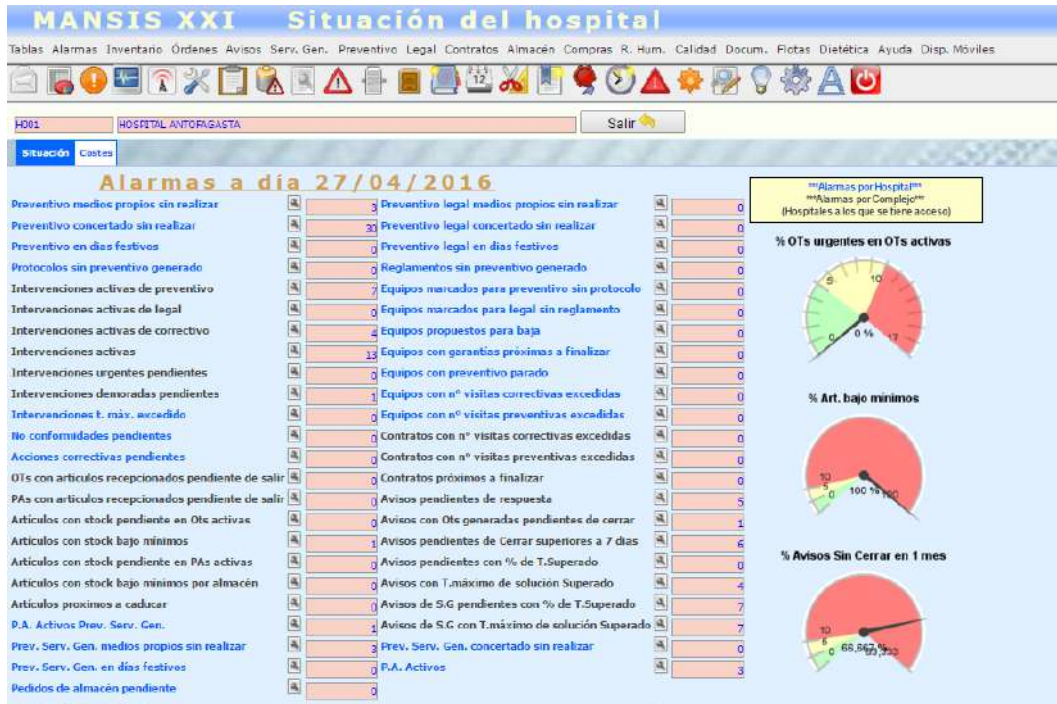 MANSIS XXI Situación del hospital
Tablas Alarmas Inventario Órdenes Avisos Serv. Gen. Preventivo Legal Contratos Almacén Compras R. Hum. Calidad Docum. Flotas Dietética Ayuda Disp. Móviles
H001 HOSPITAL ANTOFAGASTA Salir
Situación Costes
Alarmas a día 27/04/2016
***Alarmas por Hospital***
***Alarmas por Complejo***
(Hospitales a los que se tiene acceso)
Preventivo medios propios sin realizar 3 Preventivo legal medios propios sin realizar 0
Preventivo concertado sin realizar 30 Preventivo legal concertado sin realizar 0
Preventivo en días festivos 0 Preventivo legal en días festivos 0
Protocolos sin preventivo generado 0 Reglamentos sin preventivo generado 0
Intervenciones activas de preventivo 7 Equipos marcados para preventivo sin protocolo 0
Intervenciones activas de legal 0 Equipos marcados para legal sin reglamento 0
Intervenciones activas de correctivo 4 Equipos propuestos para baja 0
Intervenciones activas 13 Equipos con garantías próximas a finalizar 0
Intervenciones urgentes pendientes 0 Equipos con preventivo parado 0
Intervenciones demoradas pendientes 1 Equipos con nº visitas correctivas excedidas 0
Intervenciones t. máx. excedido 0 Equipos con nº visitas preventivas excedidas 0
No conformidades pendientes 0 Contratos con nº visitas correctivas excedidas 0
Acciones correctivas pendientes 0 Contratos con nº visitas preventivas excedidas 0
OTs con artículos recepcionados pendiente de salir 0 Contratos próximos a finalizar 0
PAs con artículos recepcionados pendiente de salir 0 Avisos pendientes de respuesta 5
Artículos con stock pendiente en Ots activas 0 Avisos con Ots generadas pendientes de cerrar 1
Artículos con stock bajo mínimos 1 Avisos pendientes de Cerrar superiores a 7 días 6
Artículos con stock pendiente en PAs activas 0 Avisos pendientes con % de T.Superado 0
Artículos con stock bajo mínimos por almacén 0 Avisos con T.máximo de solución Superado 4
Artículos proximos a caducar 0 Avisos de S.G pendientes con % de T.Superado 7
P.A. Activos Prev. Serv. Gen. 1 Avisos de S.G con T.máximo de solución Superado 7
Prev. Serv. Gen. medios propios sin realizar 3 Prev. Serv. Gen. concertado sin realizar 0
Prev. Serv. Gen. en días festivos 0 P.A. Activos 3
Pedidos de almacén pendiente 0
% OTs urgentes en OTs activas
0 5 10 17
0 %
% Art. bajo mínimos
0 5 10 100
100 %
% Avisos Sin Cerrar en 1 mes
0 5 10
66,667 %